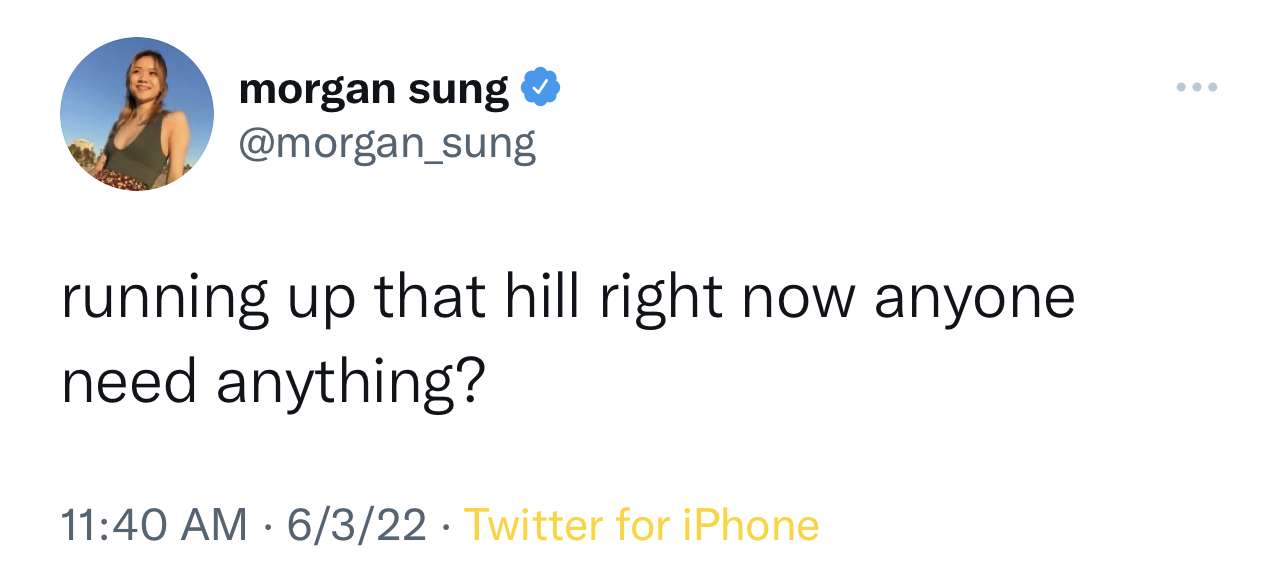 morgan sung
@morgan_sung
running up that hill right now anyone
need anything?
11:40 AM · 6/3/22 · Twitter for iPhone